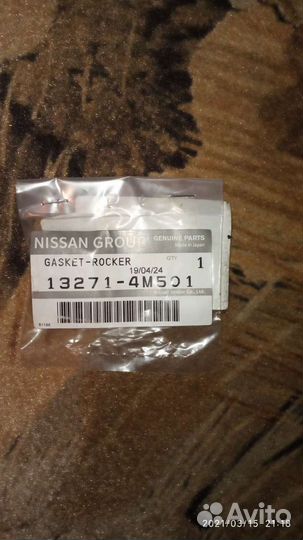 NISSAN GROUP GENUINE PARTS
Made in Japan
GASKET-ROCKER QTY 1
19/04/24
13271-4M501
2021/03/15 21:18
Avito